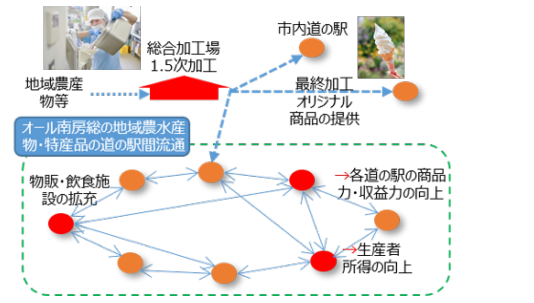 市内道の駅
総合加工場
1.5次加工
地域農産
物等
最終加工
オリジナル
商品の提供
オール南房総の地域農水産
物・特産品の道の駅間流通
物販・飲食施
設の拡充
→各道の駅の商品
力・収益力の向上
→生産者
所得の向上